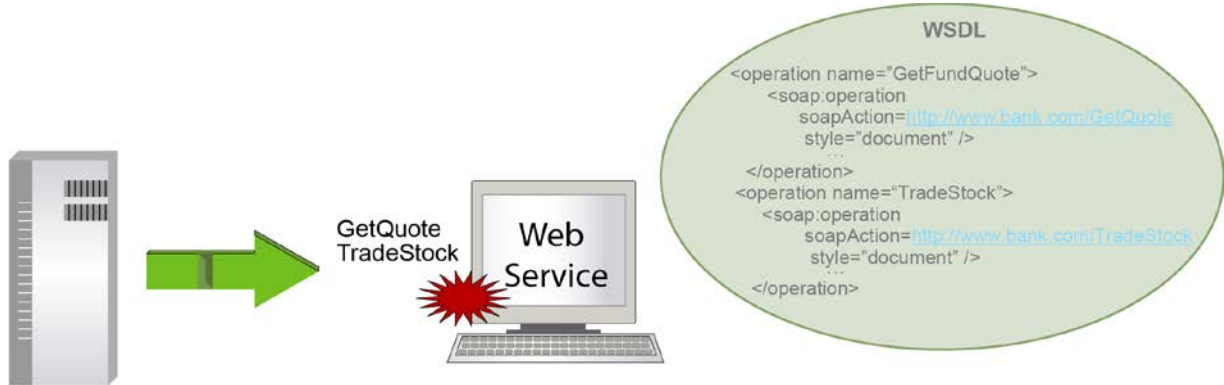 GetQuote
TradeStock
Web
Service
WSDL
<operation name="GetFundQuote">
<soap:operation
soapAction=http://www.bank.com/GetQuote
style="document" />
...
</operation>
<operation name="TradeStock">
<soap:operation
soapAction=http://www.bank.com/TradeStock
style="document" />
...
</operation>